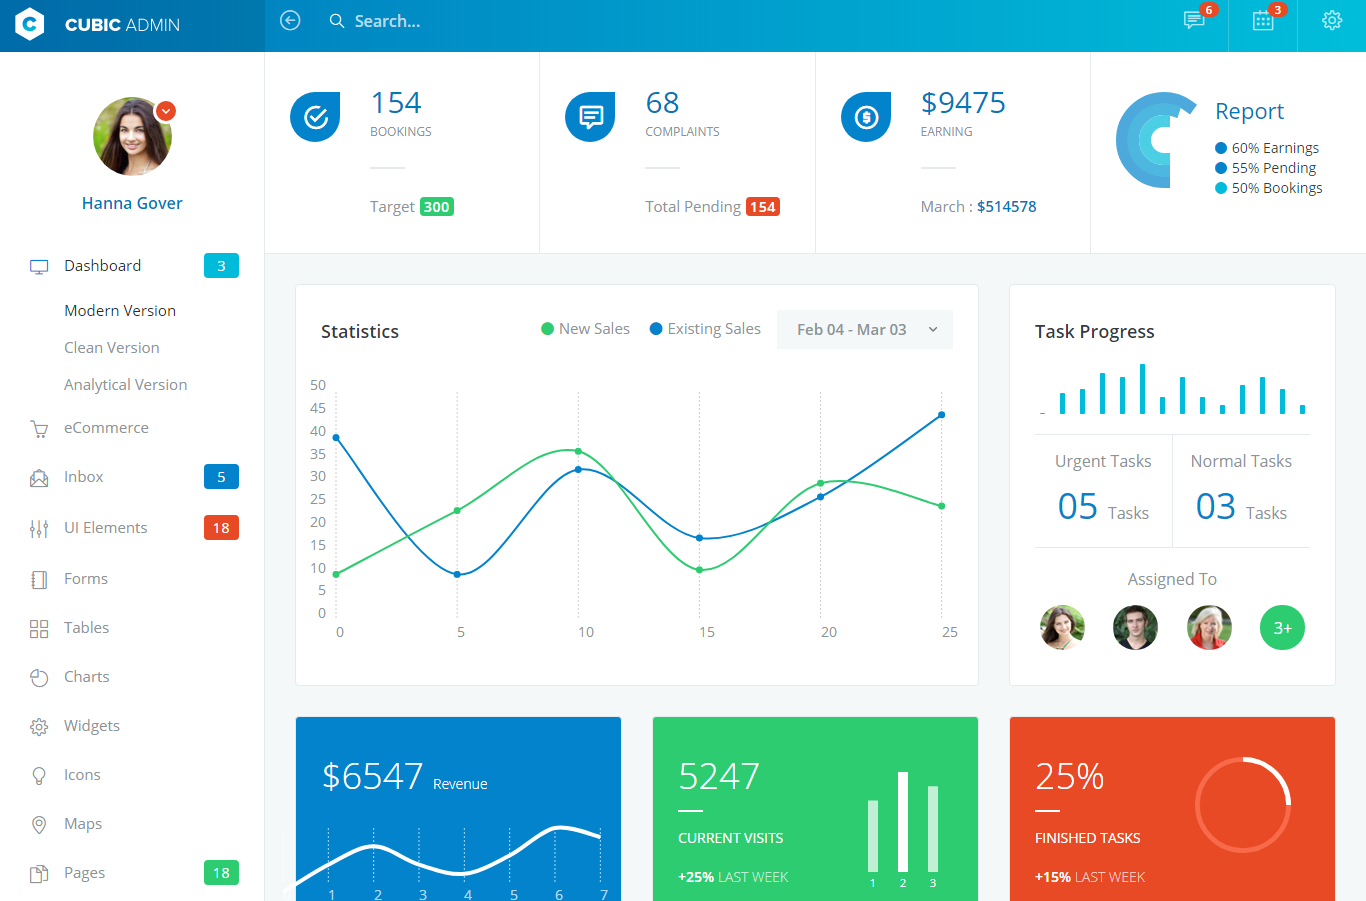 CUBIC ADMIN
Search...
6
3
Hanna Gover
Dashboard 3
Modern Version
Clean Version
Analytical Version
eCommerce
Inbox 5
UI Elements 18
Forms
Tables
Charts
Widgets
Icons
Maps
Pages 18
154
BOOKINGS
Target 300
68
COMPLAINTS
Total Pending 154
$9475
EARNING
March : $514578
Report
60% Earnings
55% Pending
50% Bookings
Statistics
New Sales Existing Sales Feb 04 - Mar 03
50
45
40
35
30
25
20
15
10
5
0
0 5 10 15 20 25
Task Progress
Urgent Tasks
05 Tasks
Normal Tasks
03 Tasks
Assigned To
3+
$6547 Revenue
1 2 3 4 5 6 7
5247
CURRENT VISITS
+25% LAST WEEK
1 2 3
25%
FINISHED TASKS
+15% LAST WEEK